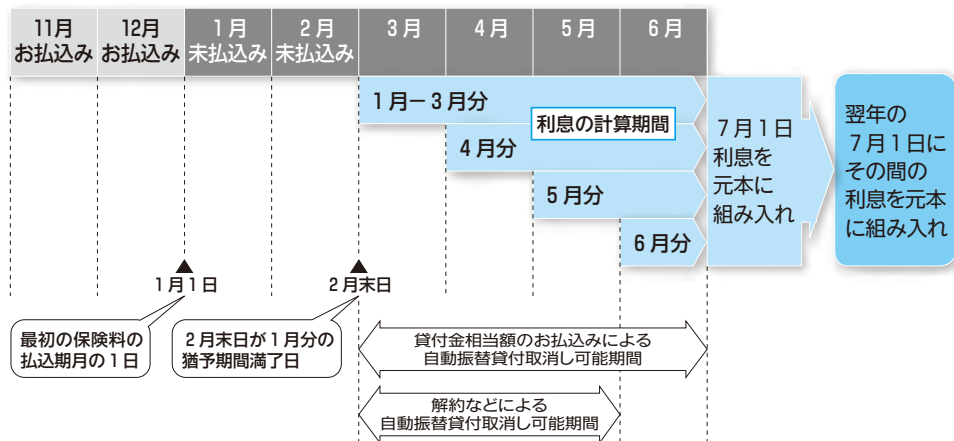 11月
お払込み
12月
お払込み
1月
未払込み
2月
未払込み
3月
4月
5月
6月
1月−3月分
利息の計算期間
4月分
5月分
6月分
7月1日
利息を
元本に
組み入れ
翌年の
7月1日に
その間の
利息を元本
に組み入れ
1月1日
2月末日
最初の保険料の
払込期月の1日
2月末日が1月分の
猶予期間満了日
貸付金相当額のお払込みによる
自動振替貸付取消し可能期間
解約などによる
自動振替貸付取消し可能期間